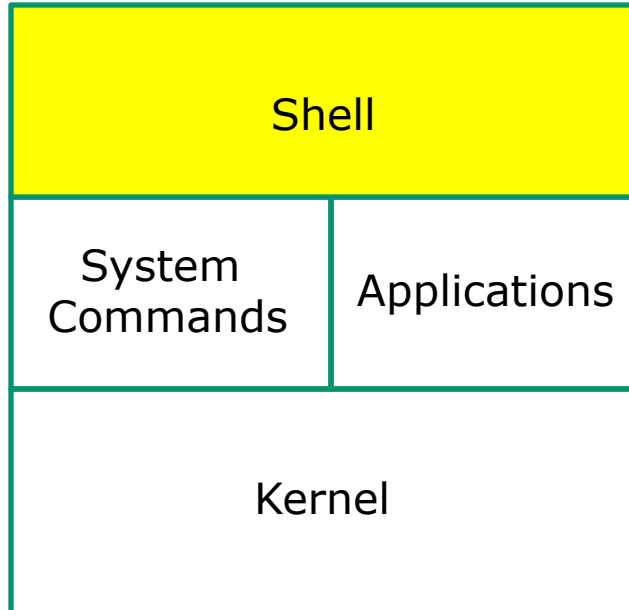 Shell
System
Commands
Applications
Kernel